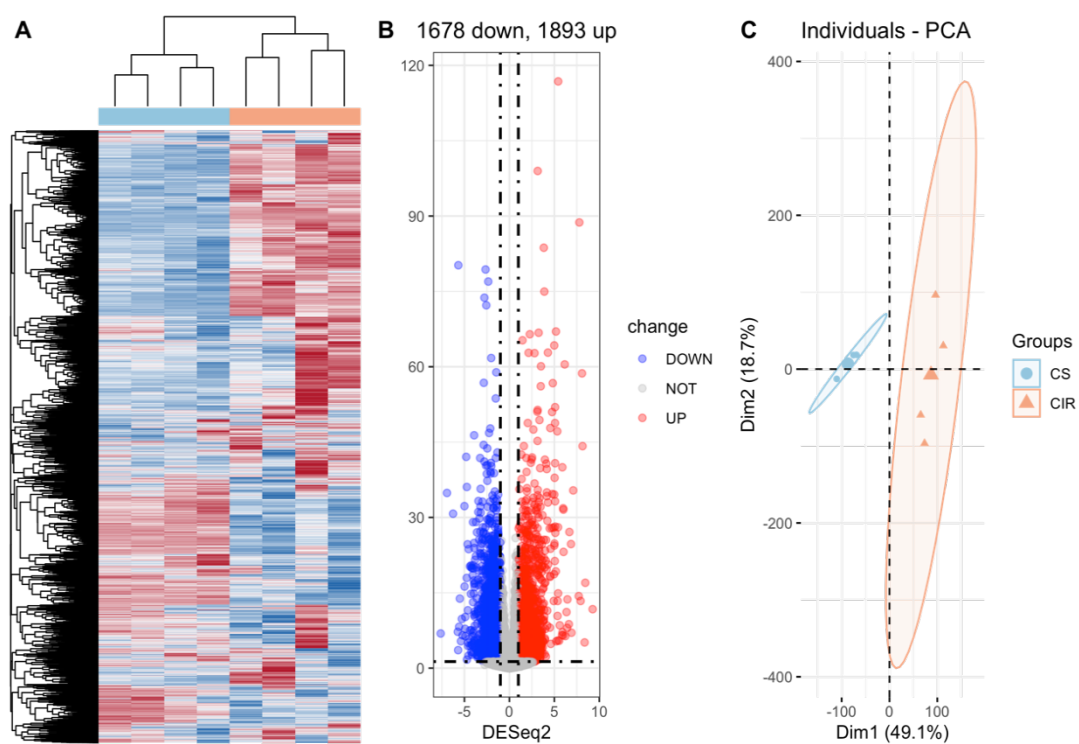 A
B
1678 down, 1893 up
120
90
60
30
0
-5
0
5
10
DESeq2
change
DOWN
NOT
UP
C
Individuals - PCA
400
200
0
-200
-400
Dim2 (18.7%)
-100
0
100
Dim1 (49.1%)
Groups
CS
CIR